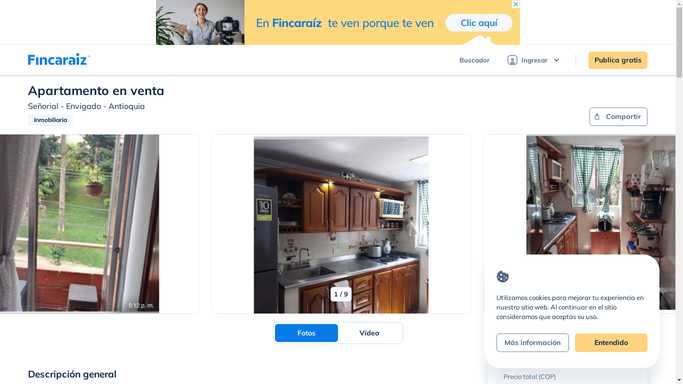 En Fincaraíz te ven porque te ven
Clic aquí
Fincaraíz
Buscador
Ingresar
Publica gratis
Apartamento en venta
Señorial - Envigado - Antioquia
Inmobiliaria
Compartir
5:12 p. m.
1 / 9
Fotos
Vídeo
Utilizamos cookies para mejorar tu experiencia en
nuestro sitio web. Al continuar en el sitio
consideramos que aceptas su uso.
Más información
Entendido
Descripción general
Precio total (COP)